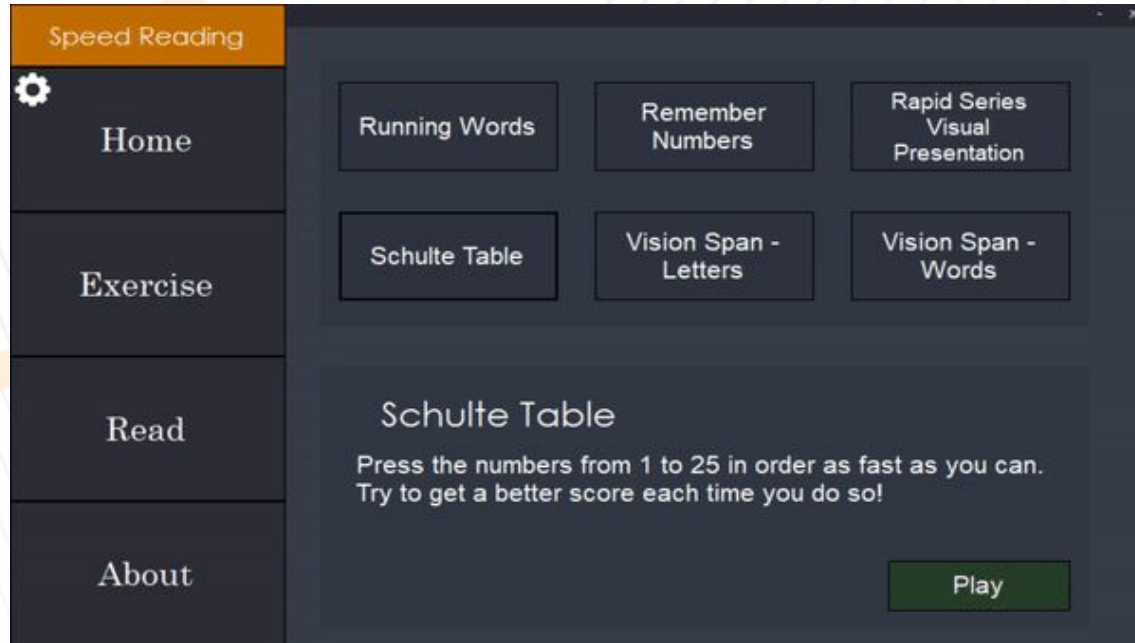 Speed Reading
Home
Exercise
Read
About
Running Words
Remember
Numbers
Rapid Series
Visual
Presentation
Schulte Table
Vision Span -
Letters
Vision Span -
Words
Schulte Table
Press the numbers from 1 to 25 in order as fast as you can.
Try to get a better score each time you do so!
Play